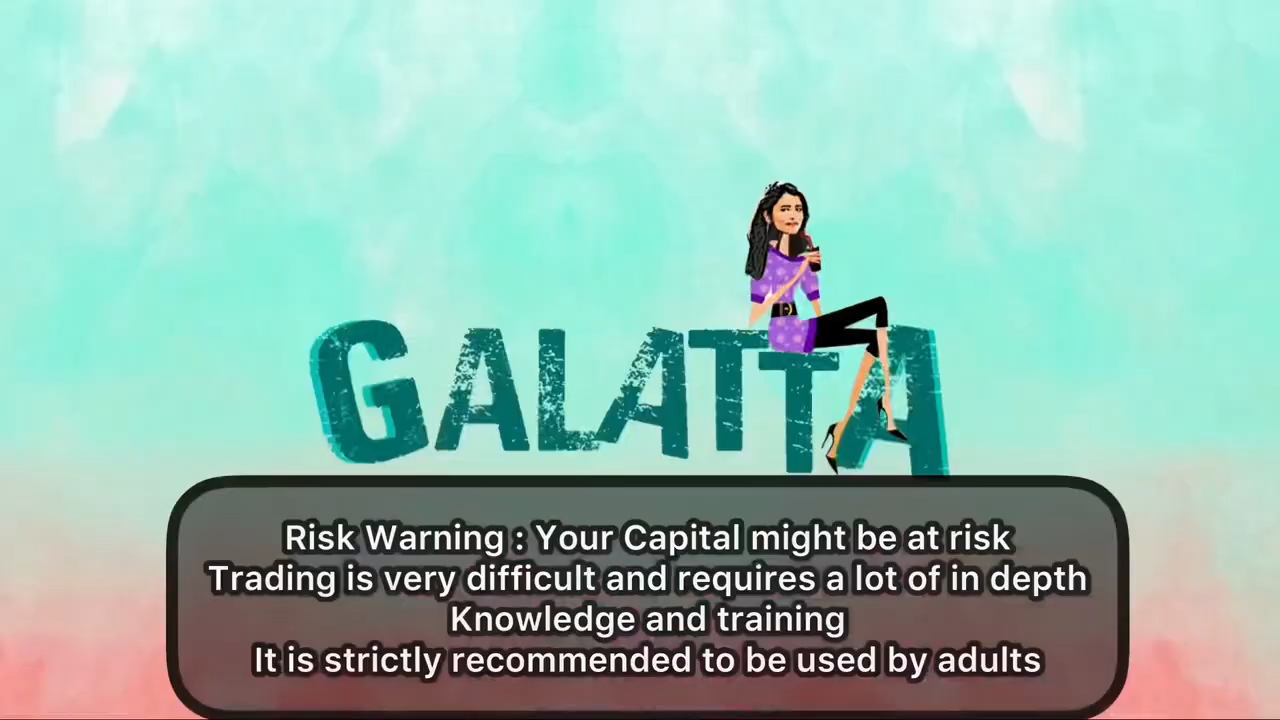 GALATTA
Risk Warning : Your Capital might be at risk
Trading is very difficult and requires a lot of in depth
Knowledge and training
It is strictly recommended to be used by adults